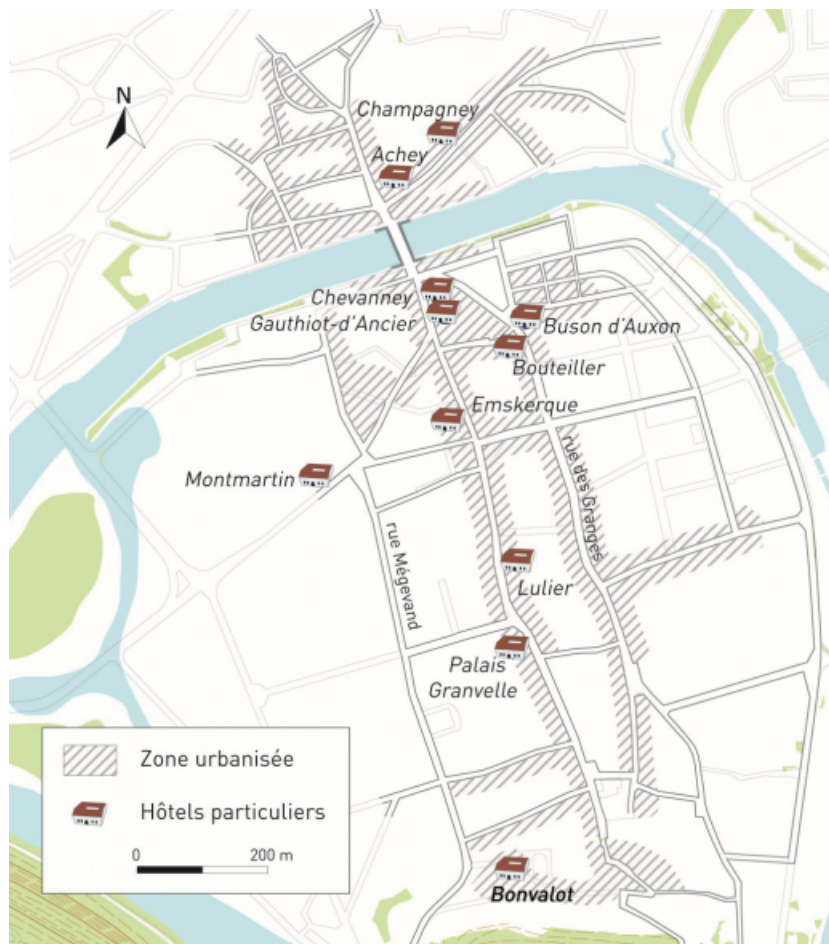 N
Champagney
Achey
Chevanney
Gauthiot-d'Ancier
Buson d'Auxon
Bouteiller
Emskerque
Montmartin
rue des Granges
rue Mégevand
Lulier
Palais
Granvelle
Zone urbanisée
Hôtels particuliers
0 200 m
Bonvalot